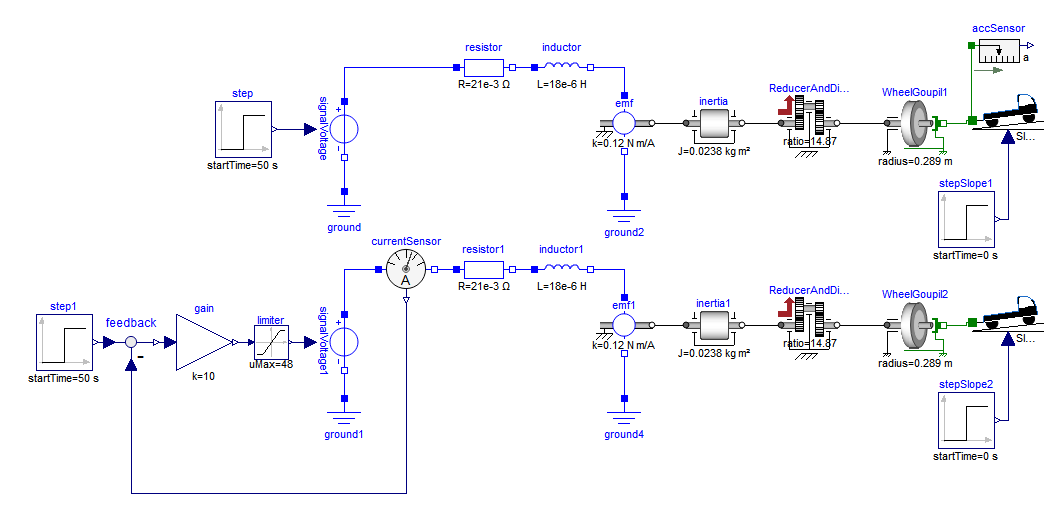 accSensor
a
resistor
inductor
R=21e-3 Ω
L=18e-6 H
step
startTime=50 s
signalVoltage
+
-
emf
k=0.12 N m/A
inertia
J=0.0238 kg m²
ReducerAndDi...
ratio=14.87
WheelGoupil1
radius=0.289 m
Sl...
stepSlope1
startTime=0 s
ground
ground2
currentSensor
A
resistor1
inductor1
R=21e-3 Ω
L=18e-6 H
step1
startTime=50 s
feedback
-
gain
k=10
limiter
uMax=48
signalVoltage1
+
-
emf1
k=0.12 N m/A
inertia1
J=0.0238 kg m²
ReducerAndDi...
ratio=14.87
WheelGoupil2
radius=0.289 m
Sl...
stepSlope2
startTime=0 s
ground1
ground4